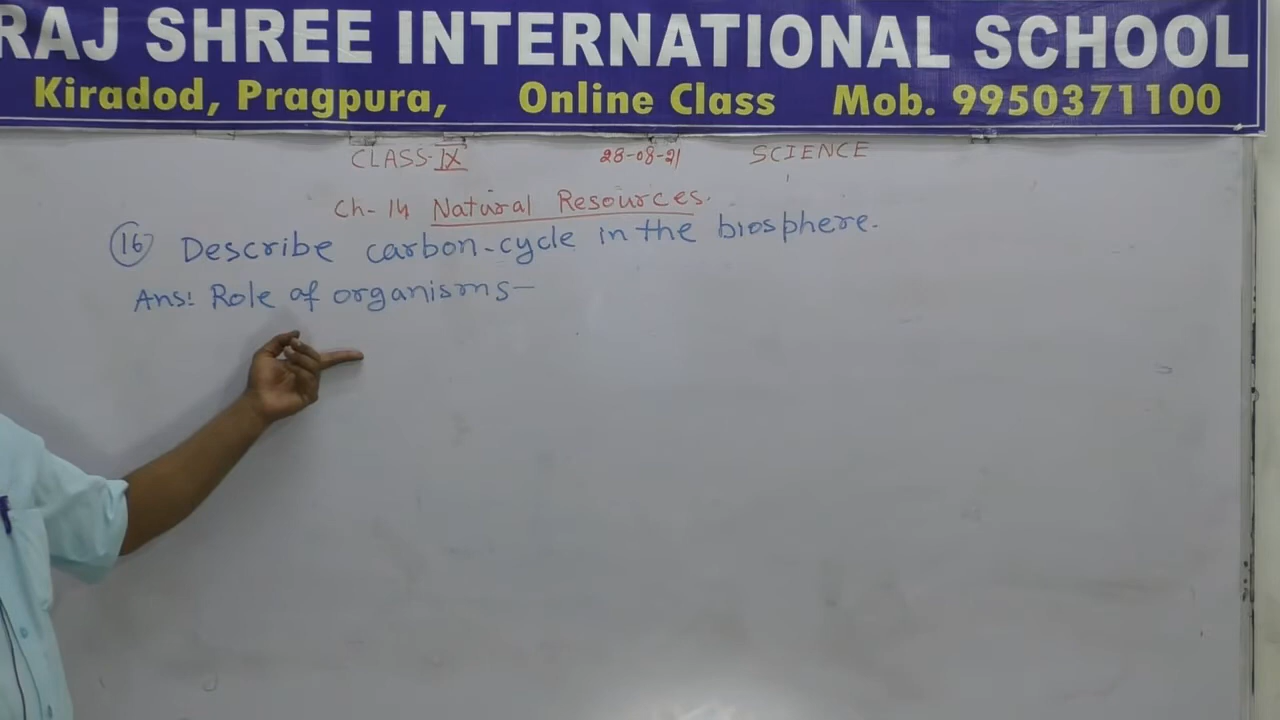 RAJ SHREE INTERNATIONAL SCHOOL
Kiradod, Pragpura, Online Class Mob. 9950371100
CLASS-IX 28-08-21 SCIENCE
Ch-14 Natural Resources.
16 Describe carbon-cycle in the biosphere.
Ans: Role of organisms-